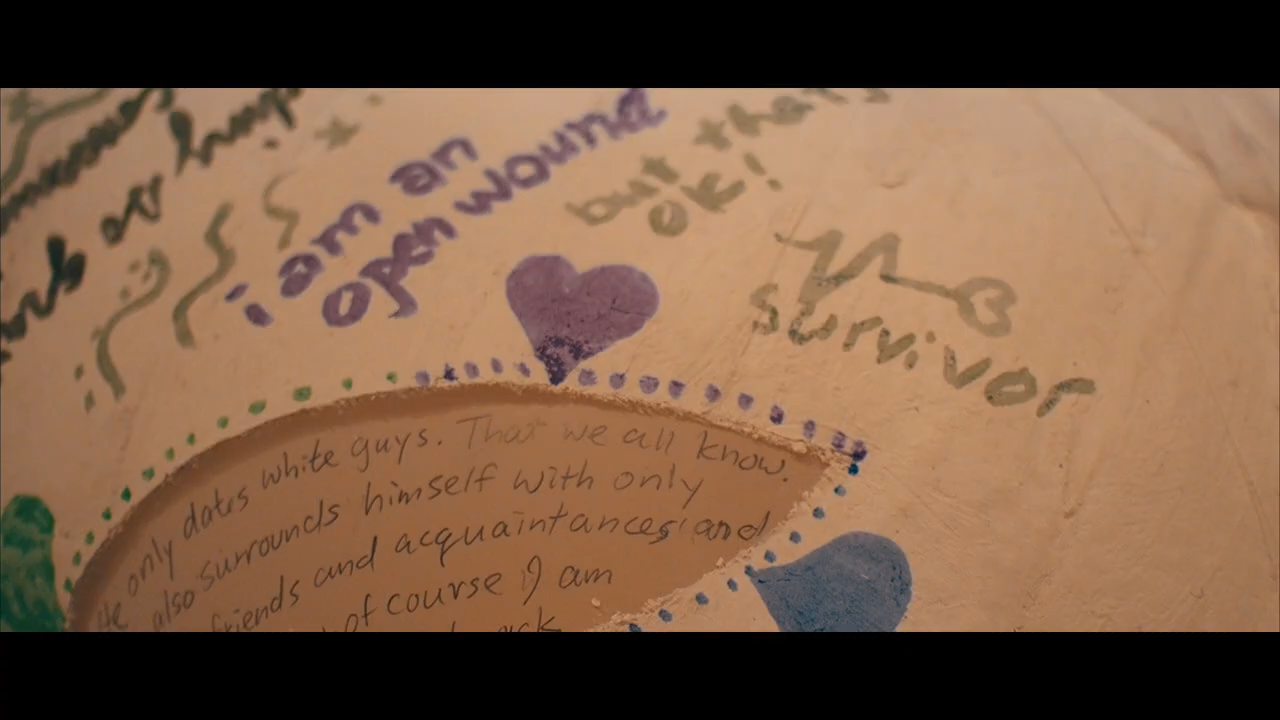 i am an
open wound
but that's
OK!
survivor
He only dates white guys. That we all know.
also surrounds himself with only
friends and acquaintances, and
of course I am